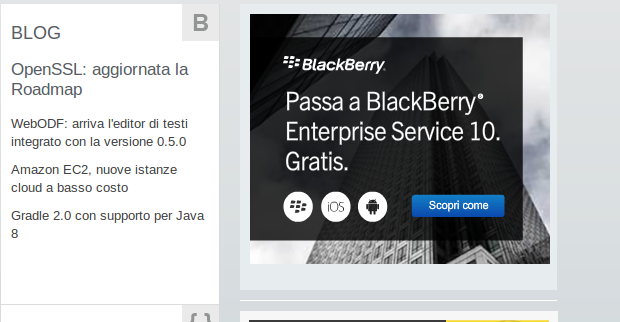 B
BLOG
OpenSSL: aggiornata la
Roadmap
WebODF: arriva l'editor di testi
integrato con la versione 0.5.0
Amazon EC2, nuove istanze
cloud a basso costo
Gradle 2.0 con supporto per Java
8
{ }
BlackBerry
Passa a BlackBerry®
Enterprise Service 10.
Gratis.
iOS
Scopri come